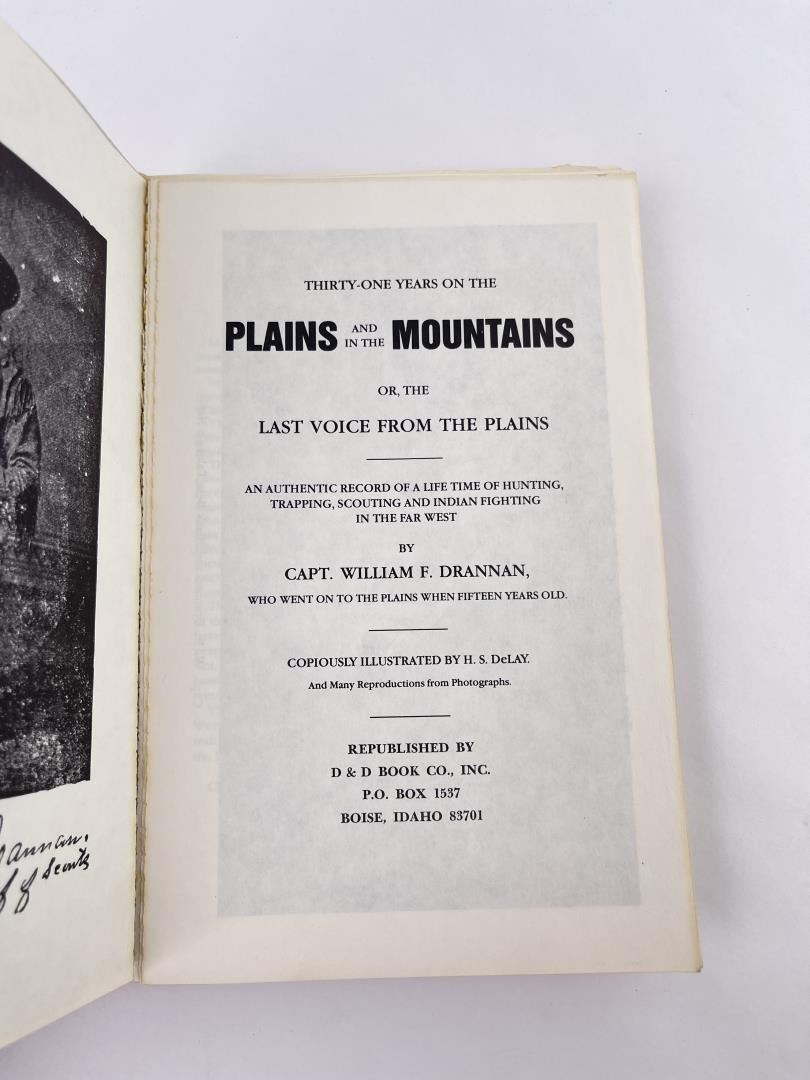 THIRTY-ONE YEARS ON THE
PLAINS AND IN THE MOUNTAINS
OR, THE
LAST VOICE FROM THE PLAINS
AN AUTHENTIC RECORD OF A LIFE TIME OF HUNTING,
TRAPPING, SCOUTING AND INDIAN FIGHTING
IN THE FAR WEST
BY
CAPT. WILLIAM F. DRANNAN,
WHO WENT ON TO THE PLAINS WHEN FIFTEEN YEARS OLD.
COPIOUSLY ILLUSTRATED BY H. S. DeLAY.
And Many Reproductions from Photographs.
REPUBLISHED BY
D & D BOOK CO., INC.
P.O. BOX 1537
BOISE, IDAHO 83701
Scouts